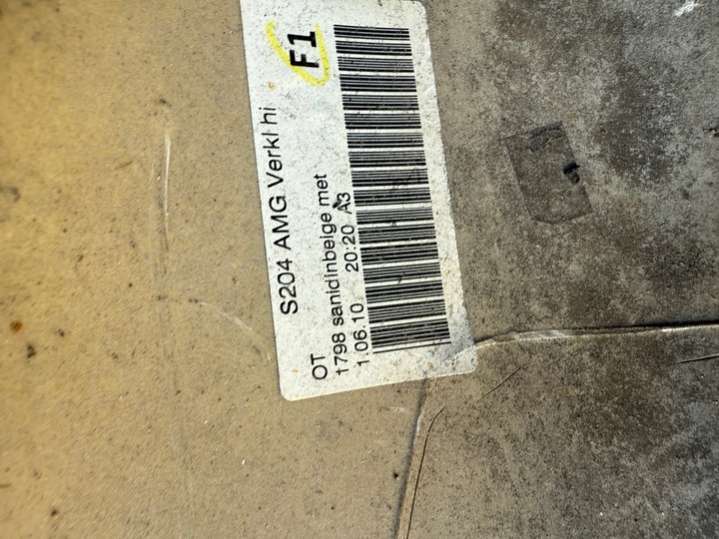 S204 AMG Verkl hi
F1
OT
1798 sanidinbeige met
1.06.10 20:20 A3